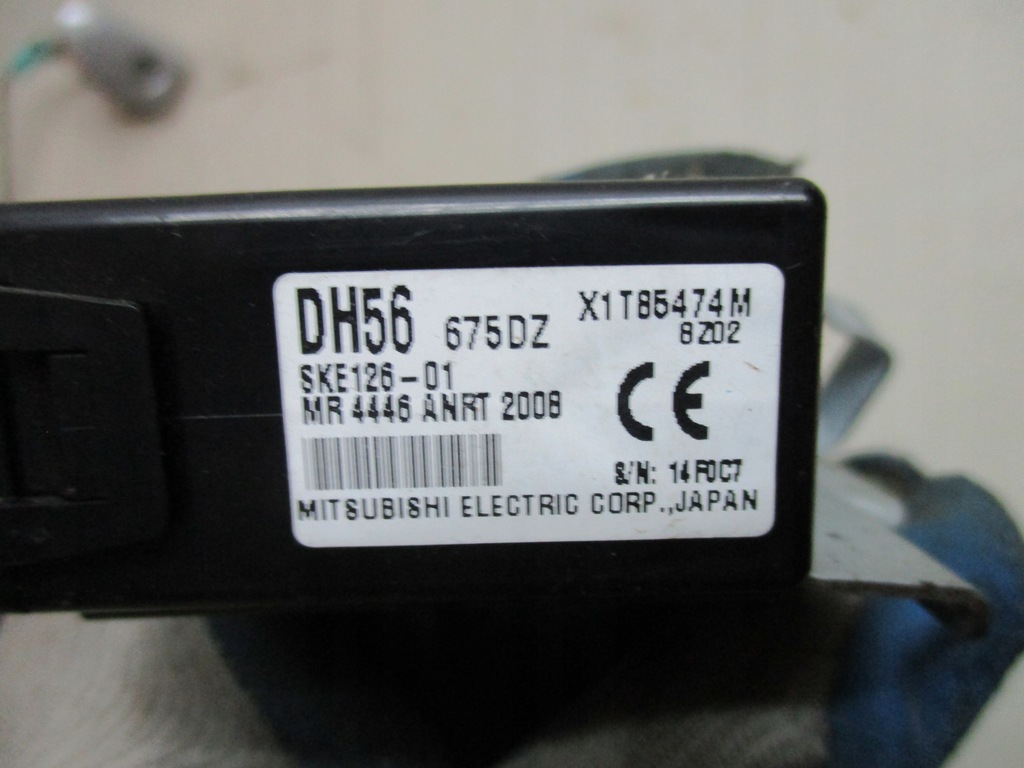 DH56 675DZ X1T85474M
8Z02
SKE126-01
MR 4446 ANRT 2008
CE
S/N: 14F0C7
MITSUBISHI ELECTRIC CORP.,JAPAN